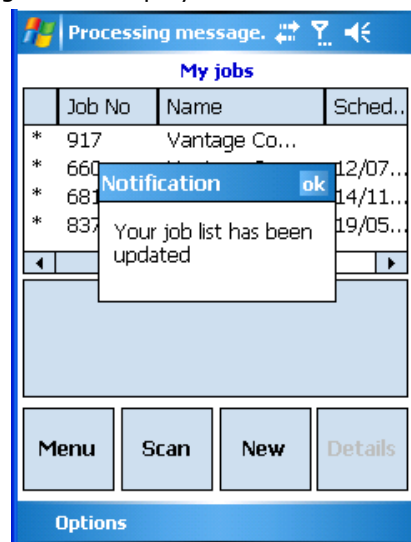 Processing message.
My jobs
Job No Name Sched..
* 917 Vantage Co...
* 660 12/07...
* 681 14/11...
* 837 19/05...
Notification ok
Your job list has been
updated
Menu Scan New Details
Options